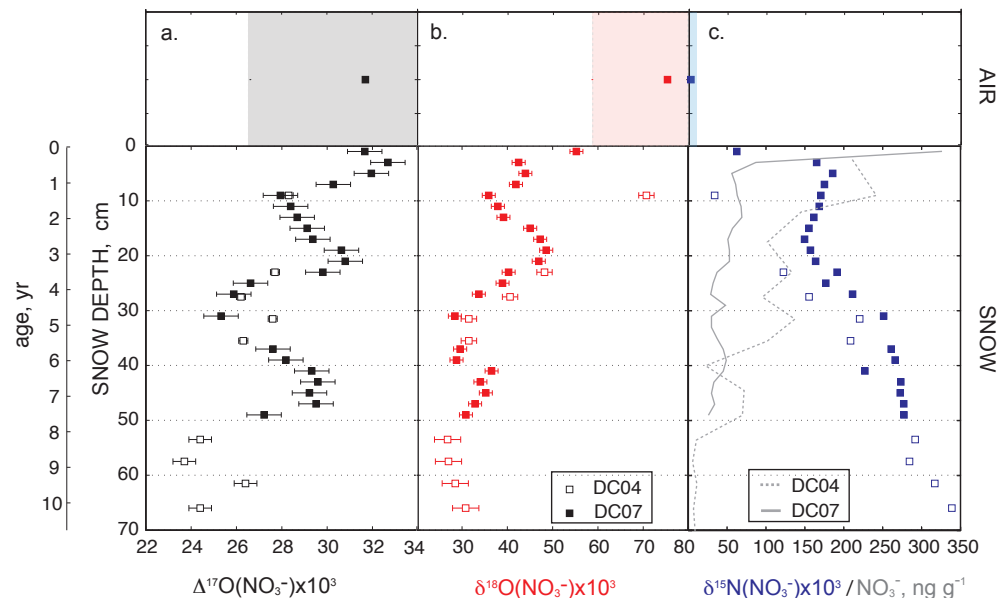 a.
b.
c.
AIR
SNOW
age, yr
0
1
2
3
4
5
6
7
8
9
10
SNOW DEPTH, cm
0
10
20
30
40
50
60
70
DC04
DC07
DC04
DC07
22 24 26 28 30 32 34
30 40 50 60 70 80
0 50 100 150 200 250 300 350
Δ¹⁷O(NO₃⁻)x10³
δ¹⁸O(NO₃⁻)x10³
δ¹⁵N(NO₃⁻)x10³ / NO₃⁻, ng g⁻¹